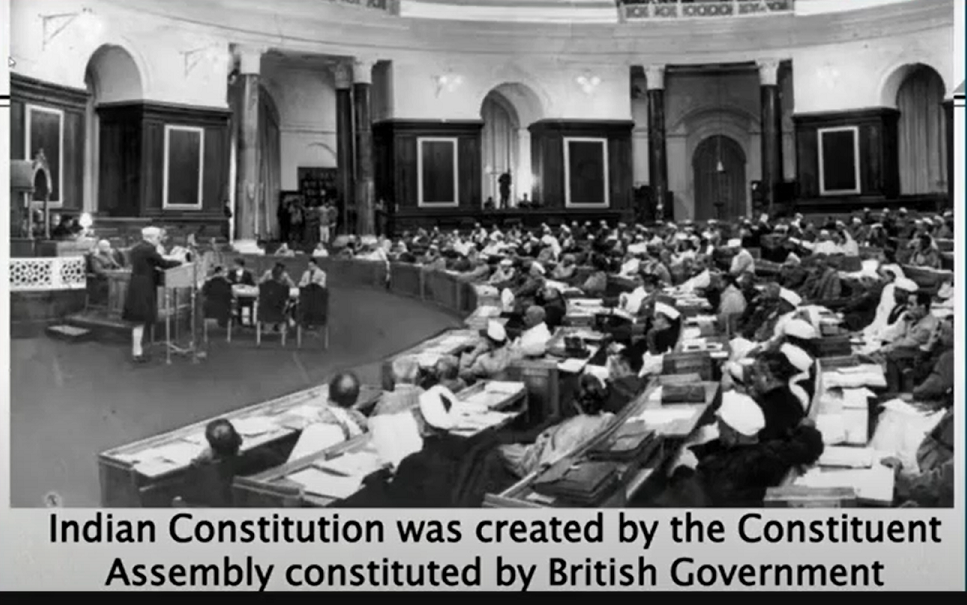 Indian Constitution was created by the Constituent
Assembly constituted by British Government